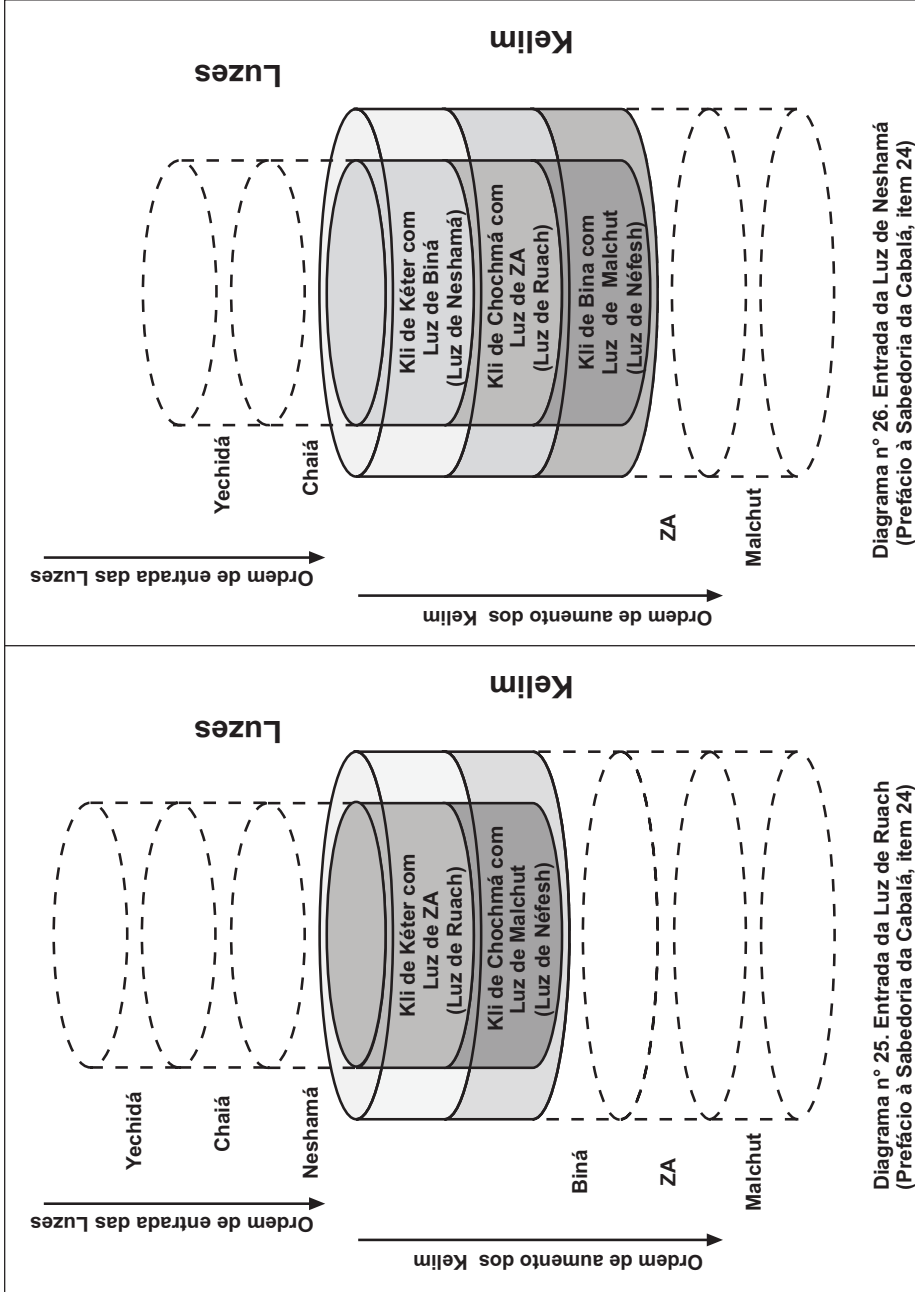 Luzes
Kelim
Ordem de entrada das Luzes
Yechidá
Chaiá
Neshamá
Kli de Kéter com
Luz de ZA
(Luz de Ruach)
Kli de Chochmá com
Luz de Malchut
(Luz de Néfesh)
Ordem de aumento dos Kelim
Biná
ZA
Malchut
Diagrama n° 25. Entrada da Luz de Ruach
(Prefácio à Sabedoria da Cabalá, item 24)
Luzes
Kelim
Ordem de entrada das Luzes
Yechidá
Chaiá
Kli de Kéter com
Luz de Biná
(Luz de Neshamá)
Kli de Chochmá com
Luz de ZA
(Luz de Ruach)
Kli de Bina com
Luz de Malchut
(Luz de Néfesh)
Ordem de aumento dos Kelim
ZA
Malchut
Diagrama n° 26. Entrada da Luz de Neshamá
(Prefácio à Sabedoria da Cabalá, item 24)